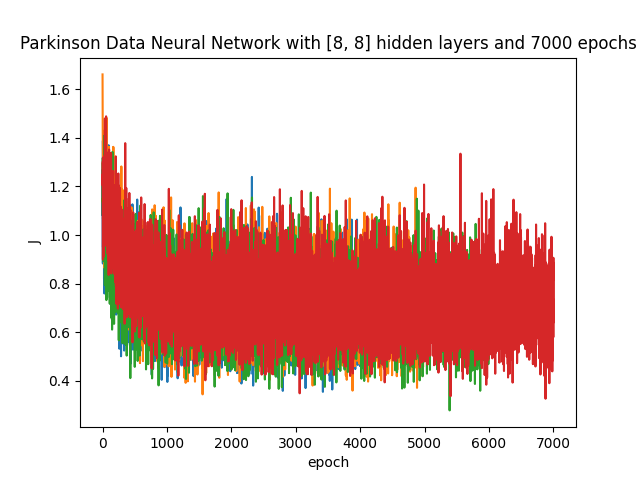 Parkinson Data Neural Network with [8, 8] hidden layers and 7000 epochs
1.6
1.4
1.2
1.0
0.8
0.6
0.4
J
0 1000 2000 3000 4000 5000 6000 7000
epoch